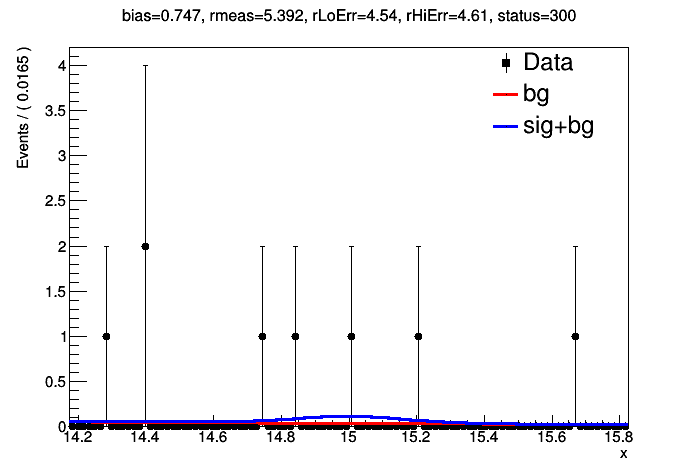 bias=0.747, rmeas=5.392, rLoErr=4.54, rHiErr=4.61, status=300
Events / ( 0.0165 )
4
3.5
3
2.5
2
1.5
1
0.5
0
Data
bg
sig+bg
14.2 14.4 14.6 14.8 15 15.2 15.4 15.6 15.8
x